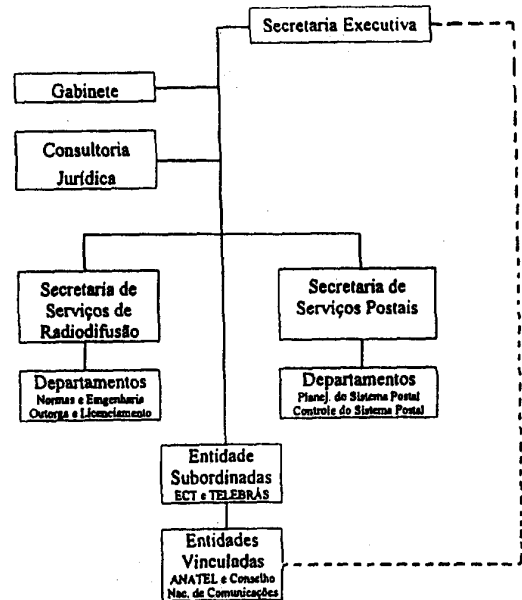 Secretaria Executiva
Gabinete
Consultoria
Jurídica
Secretaria de
Serviços de
Radiodifusão
Secretaria de
Serviços Postais
Departamentos
Normas e Engenharia
Outorga e Licenciamento
Departamentos
Planej. do Sistema Postal
Controle do Sistema Postal
Entidade
Subordinadas
ECT e TELEBRÁS
Entidades
Vinculadas
ANATEL e Conselho
Nac. de Comunicações